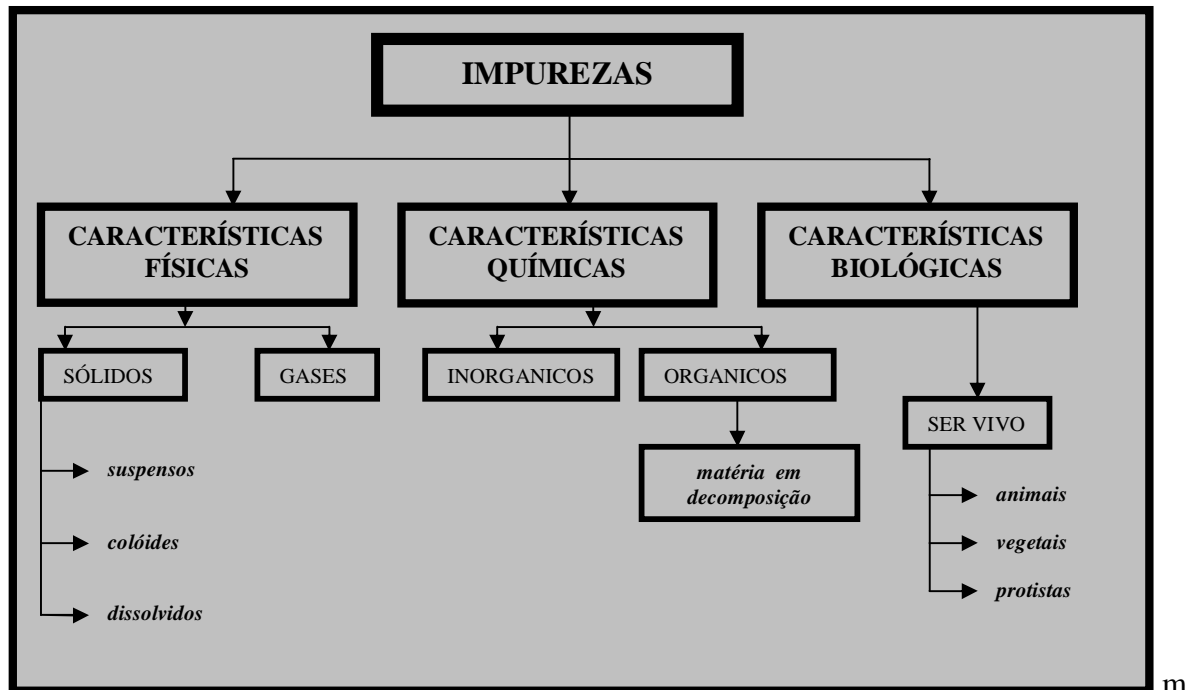 IMPUREZAS
CARACTERÍSTICAS
FÍSICAS
CARACTERÍSTICAS
QUÍMICAS
CARACTERÍSTICAS
BIOLÓGICAS
SÓLIDOS
GASES
INORGANICOS
ORGANICOS
SER VIVO
suspensos
colóides
dissolvidos
matéria em
decomposição
animais
vegetais
protistas
m